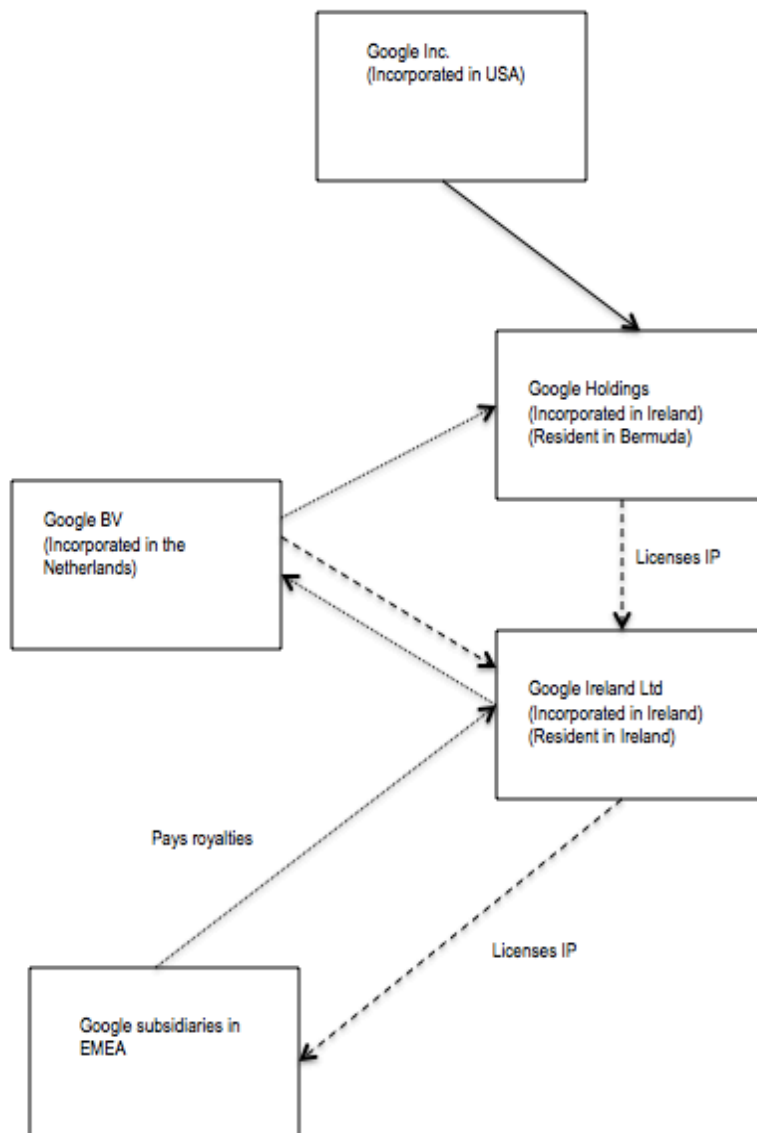 Google Inc.
(Incorporated in USA)
Google Holdings
(Incorporated in Ireland)
(Resident in Bermuda)
Google BV
(Incorporated in the
Netherlands)
Licenses IP
Google Ireland Ltd
(Incorporated in Ireland)
(Resident in Ireland)
Pays royalties
Licenses IP
Google subsidiaries in
EMEA